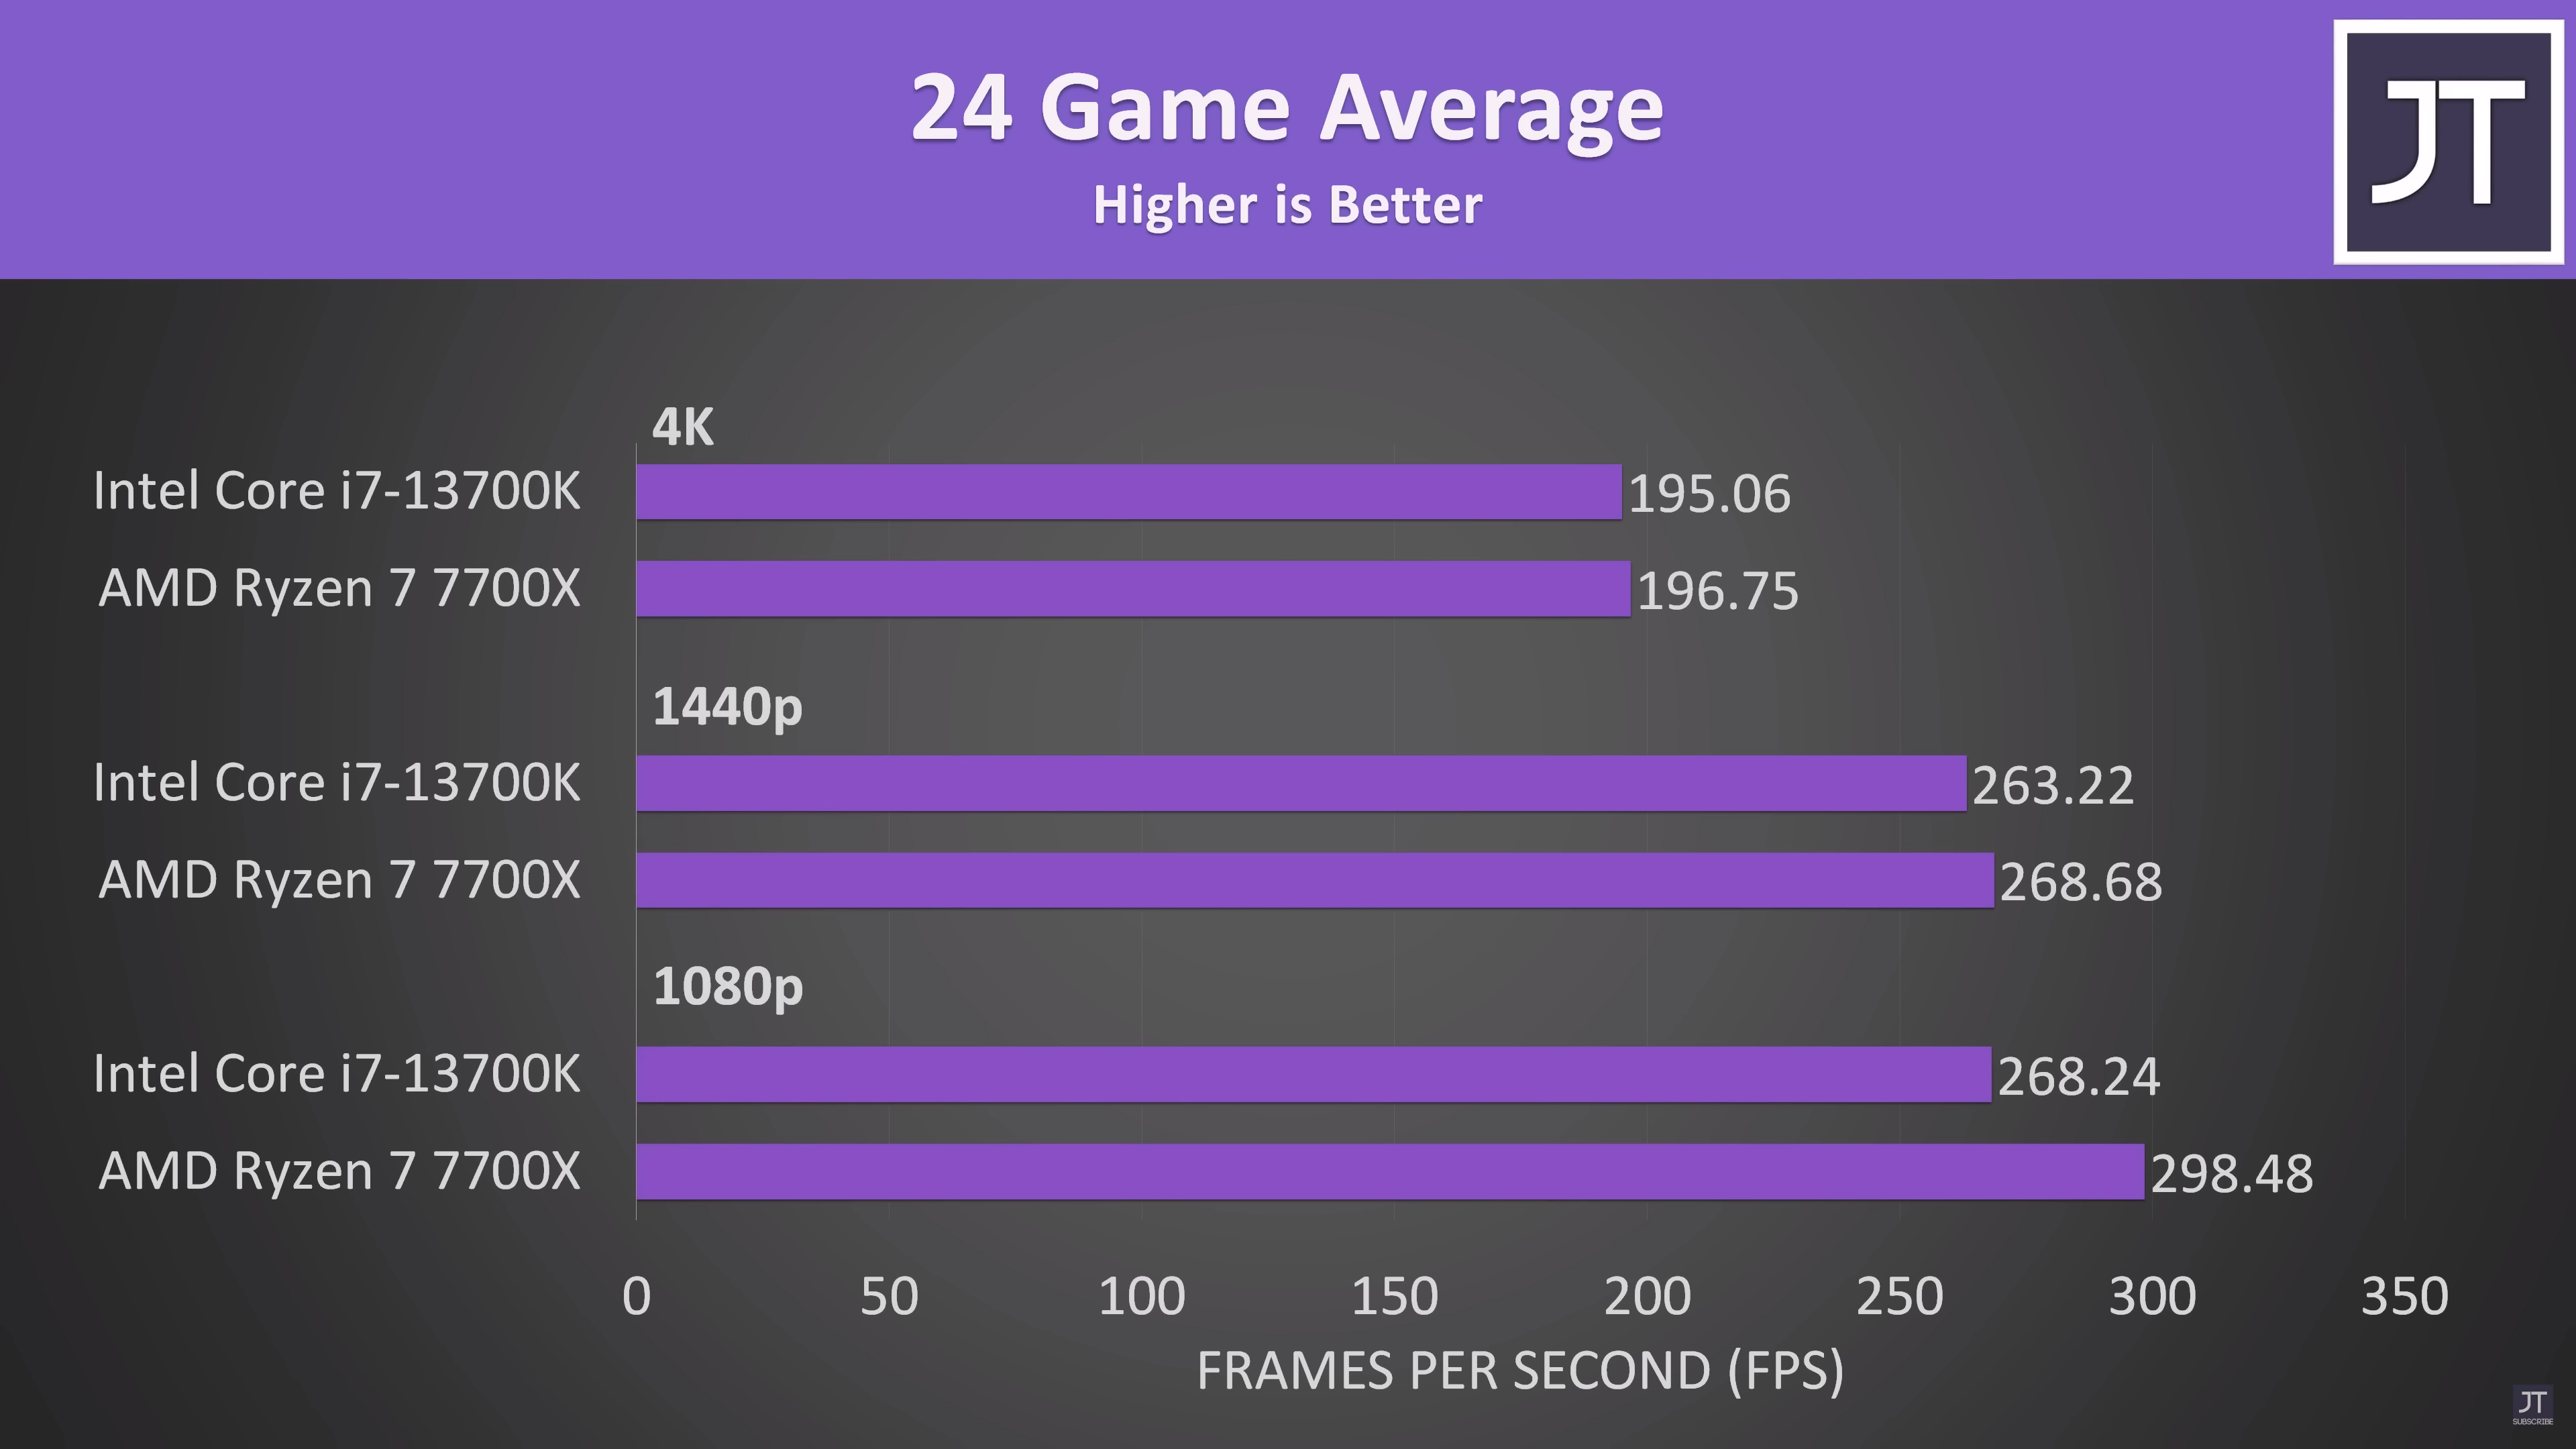 24 Game Average
Higher is Better
JT
4K
Intel Core i7-13700K 195.06
AMD Ryzen 7 7700X 196.75
1440p
Intel Core i7-13700K 263.22
AMD Ryzen 7 7700X 268.68
1080p
Intel Core i7-13700K 268.24
AMD Ryzen 7 7700X 298.48
0 50 100 150 200 250 300 350
FRAMES PER SECOND (FPS)
JT
SUBSCRIBE